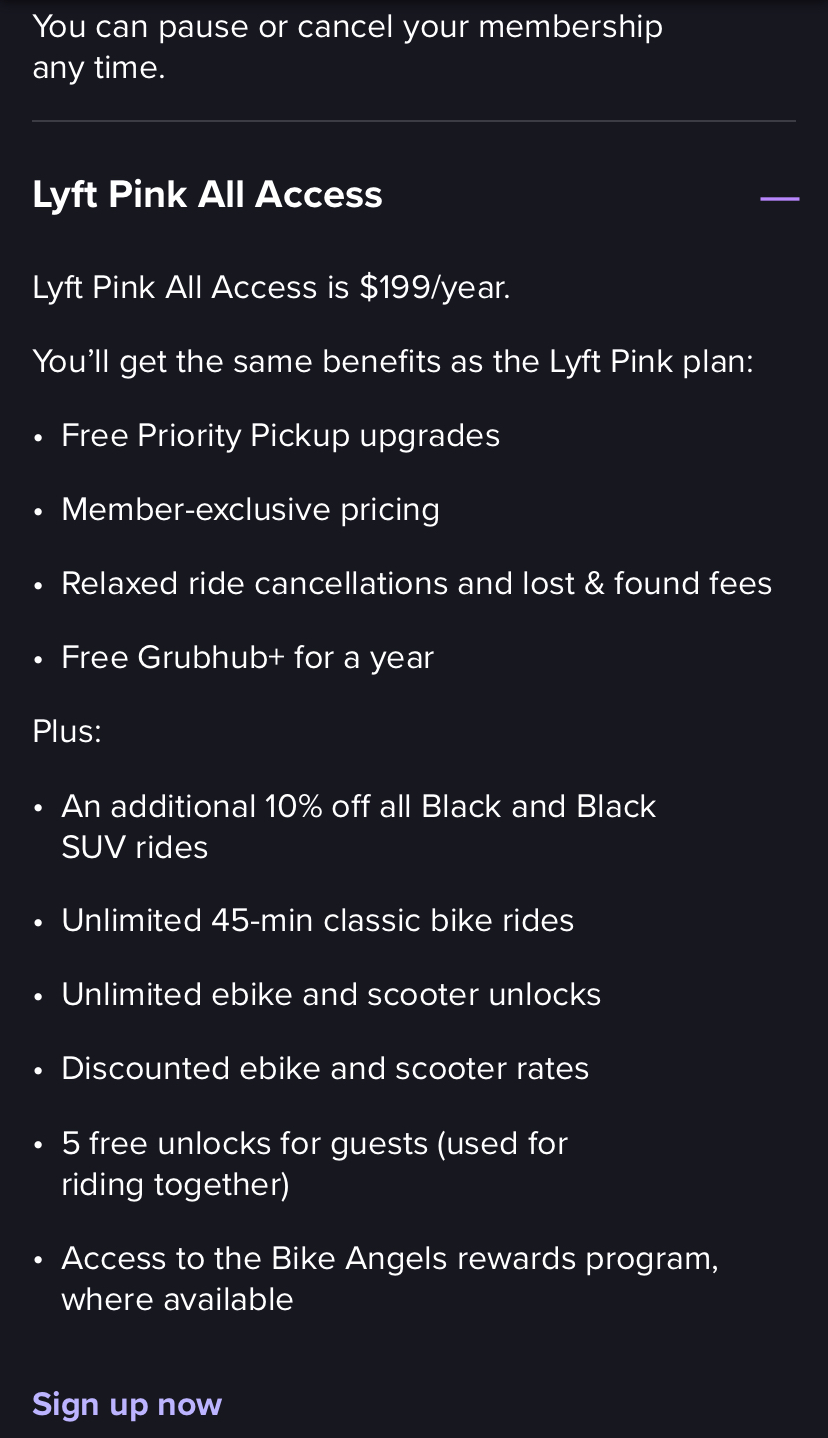 You can pause or cancel your membership
any time.
Lyft Pink All Access
Lyft Pink All Access is $199/year.
You’ll get the same benefits as the Lyft Pink plan:
• Free Priority Pickup upgrades
• Member-exclusive pricing
• Relaxed ride cancellations and lost & found fees
• Free Grubhub+ for a year
Plus:
• An additional 10% off all Black and Black
SUV rides
• Unlimited 45-min classic bike rides
• Unlimited ebike and scooter unlocks
• Discounted ebike and scooter rates
• 5 free unlocks for guests (used for
riding together)
• Access to the Bike Angels rewards program,
where available
Sign up now